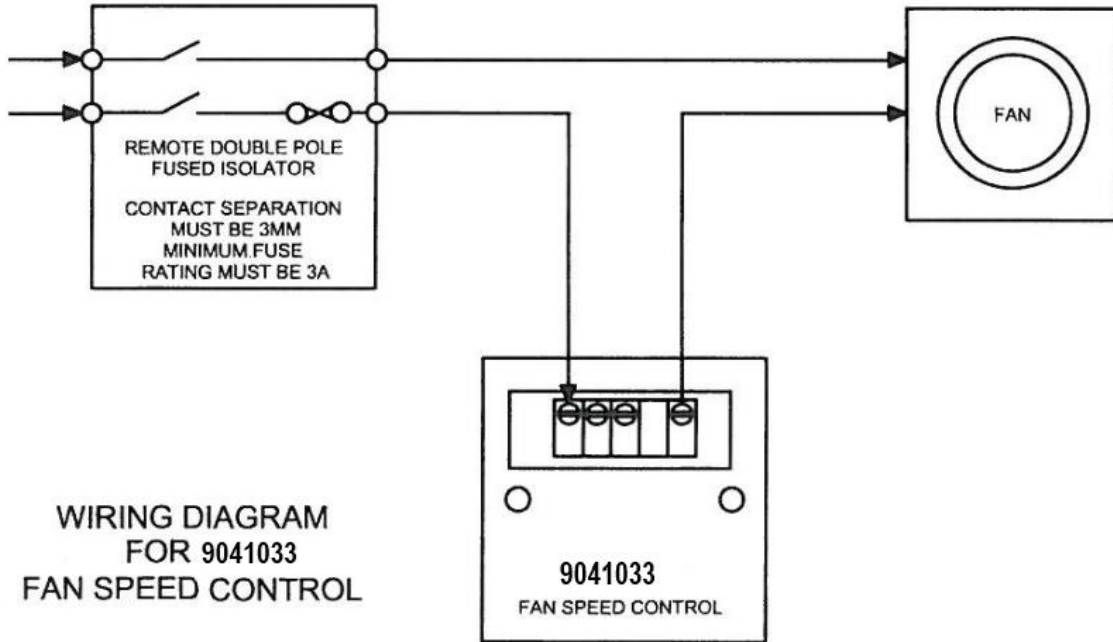 REMOTE DOUBLE POLE
FUSED ISOLATOR
CONTACT SEPARATION
MUST BE 3MM
MINIMUM.FUSE
RATING MUST BE 3A
FAN
WIRING DIAGRAM
FOR 9041033
FAN SPEED CONTROL
9041033
FAN SPEED CONTROL